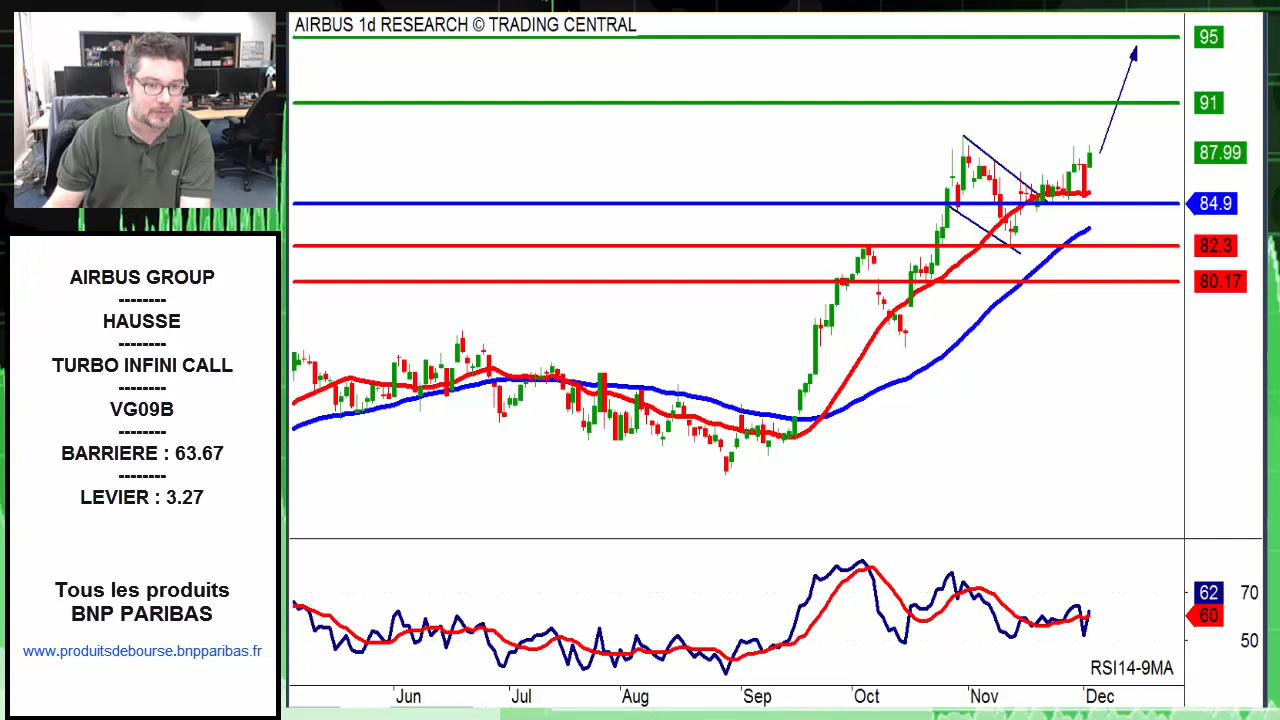 AIRBUS 1d RESEARCH © TRADING CENTRAL
95
91
87.99
84.9
82.3
80.17
AIRBUS GROUP
--------
HAUSSE
--------
TURBO INFINI CALL
--------
VG09B
--------
BARRIERE : 63.67
--------
LEVIER : 3.27
Tous les produits
BNP PARIBAS
www.produitsdebourse.bnpparibas.fr
62
70
60
50
RSI14-9MA
Jun
Jul
Aug
Sep
Oct
Nov
Dec